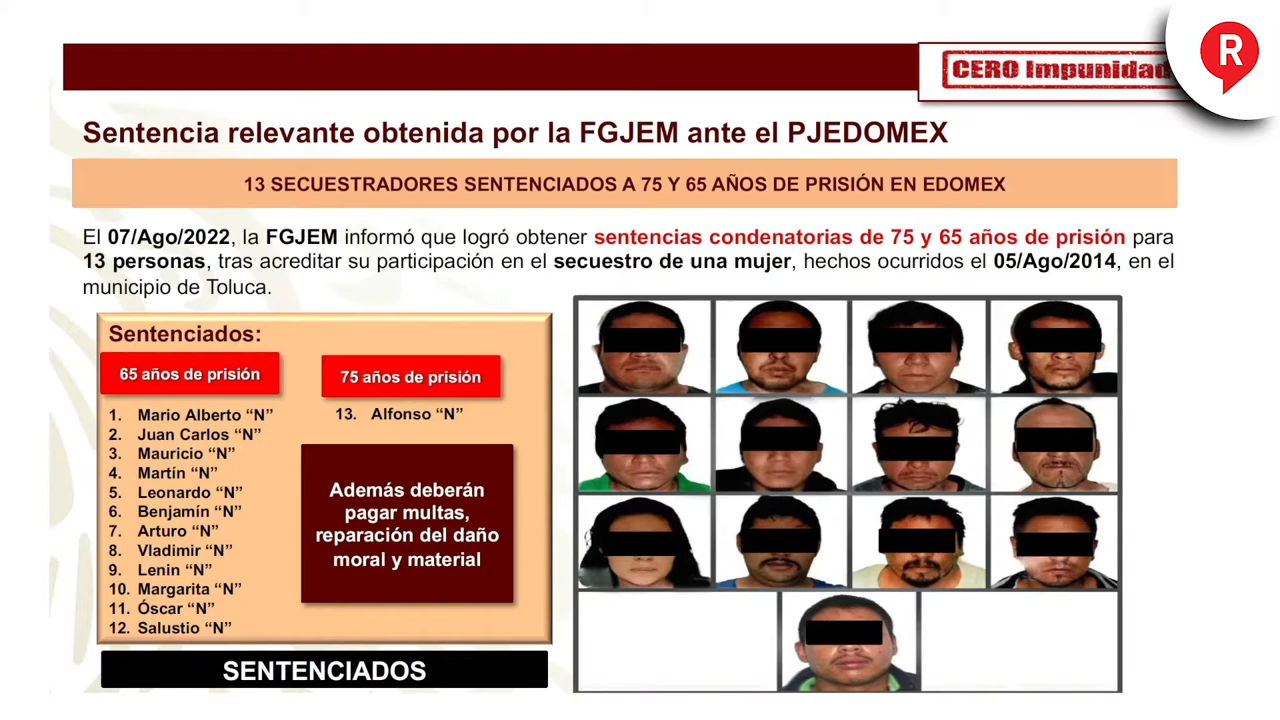 CERO Impunidad
R
Sentencia relevante obtenida por la FGJEM ante el PJEDOMEX
13 SECUESTRADORES SENTENCIADOS A 75 Y 65 AÑOS DE PRISIÓN EN EDOMEX
El 07/Ago/2022, la FGJEM informó que logró obtener sentencias condenatorias de 75 y 65 años de prisión para
13 personas, tras acreditar su participación en el secuestro de una mujer, hechos ocurridos el 05/Ago/2014, en el
municipio de Toluca.
Sentenciados:
65 años de prisión
1. Mario Alberto “N”
2. Juan Carlos “N”
3. Mauricio “N”
4. Martín “N”
5. Leonardo “N”
6. Benjamín “N”
7. Arturo “N”
8. Vladimir “N”
9. Lenin “N”
10. Margarita “N”
11. Óscar “N”
12. Salustio “N”
75 años de prisión
13. Alfonso “N”
Además deberán
pagar multas,
reparación del daño
moral y material
SENTENCIADOS